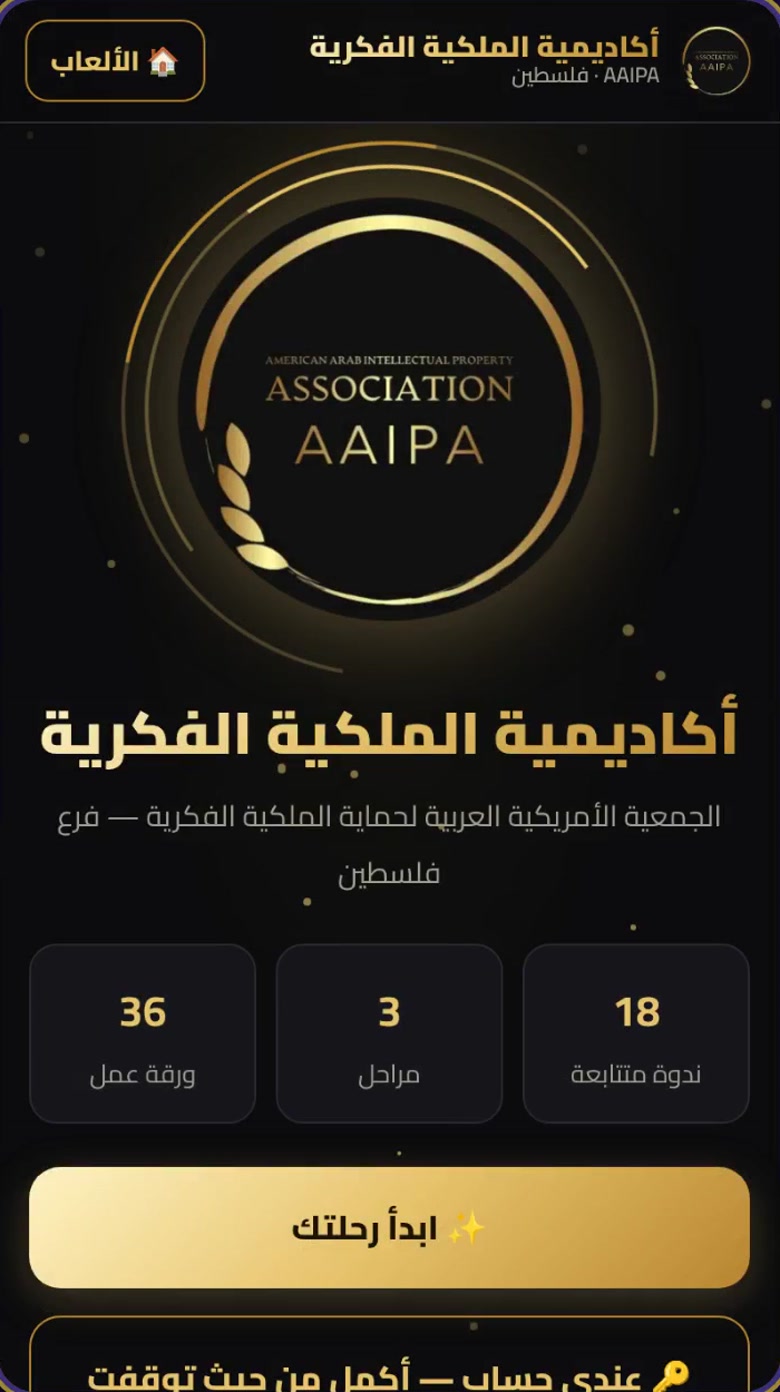 أكاديمية الملكية الفكرية
AAIPA · فلسطين
🏠 الألعاب
ASSOCIATION
AAIPA
AMERICAN ARAB INTELLECTUAL PROPERTY
ASSOCIATION
AAIPA
أكاديمية الملكية الفكرية
الجمعية الأمريكية العربية لحماية الملكية الفكرية — فرع
فلسطين
18
ندوة متتابعة
3
مراحل
36
ورقة عمل
✨ ابدأ رحلتك
🔑 عندي حساب — أكمل من حيث توقفت